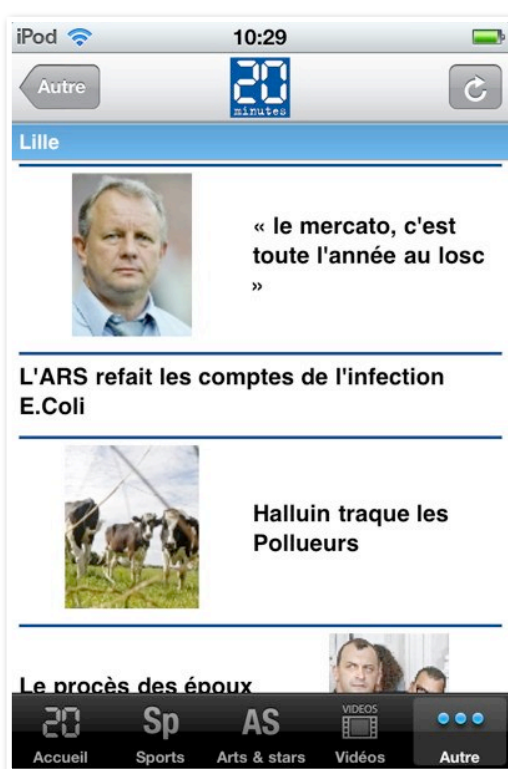 iPod 10:29
Autre
20
minutes
Lille
« le mercato, c'est
toute l'année au losc
»
L'ARS refait les comptes de l'infection
E.Coli
Halluin traque les
Pollueurs
Le procès des époux
20 Sp AS VIDEOS
Accueil Sports Arts & stars Vidéos Autre